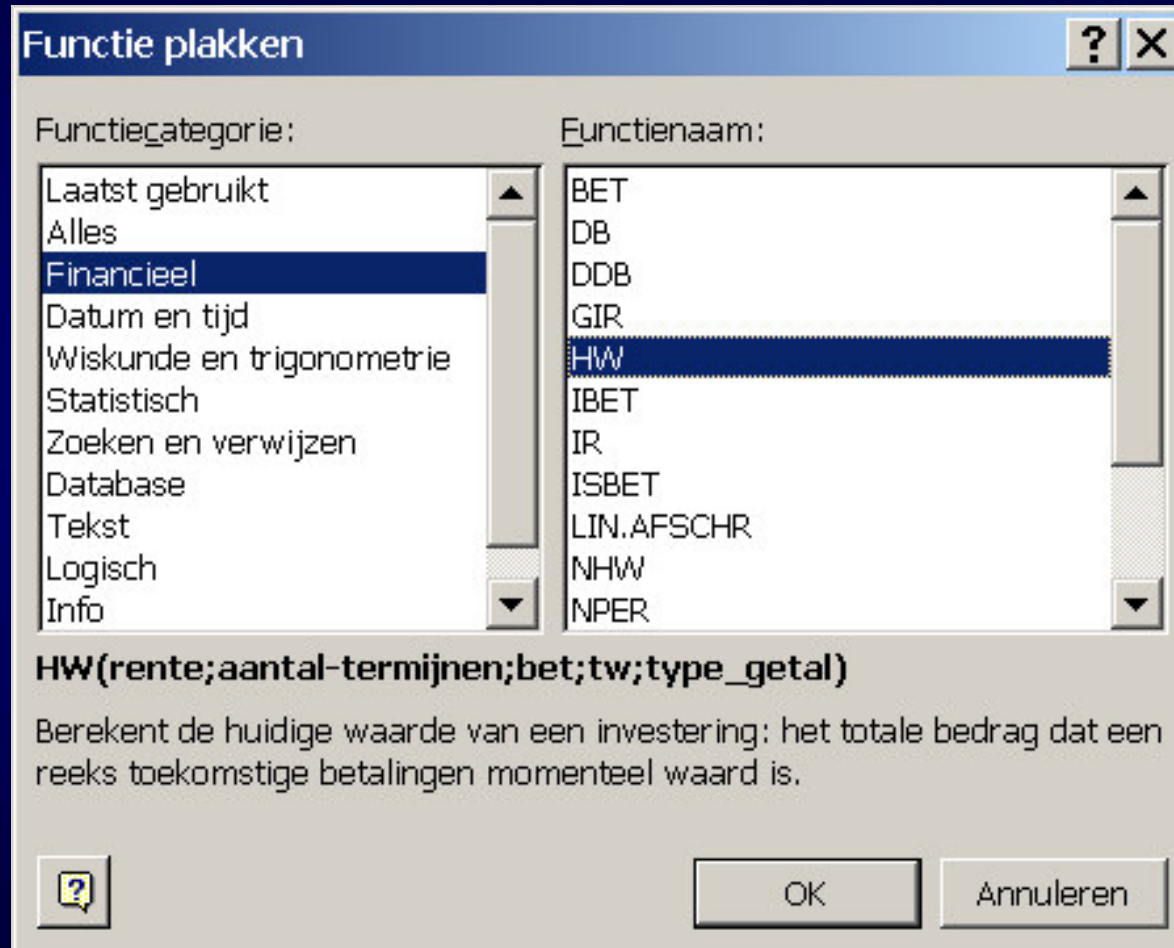 Functie plakken
Functiecategorie:
Laatst gebruikt
Alles
Financieel
Datum en tijd
Wiskunde en trigonometrie
Statistisch
Zoeken en verwijzen
Database
Tekst
Logisch
Info
Functienaam:
BET
DB
DDB
GIR
HW
IBET
IR
ISBET
LIN.AFSCHR
NHW
NPER
HW(rente;aantal-termijnen;bet;tw;type_getal)
Berekent de huidige waarde van een investering: het totale bedrag dat een
reeks toekomstige betalingen momenteel waard is.
OK
Annuleren